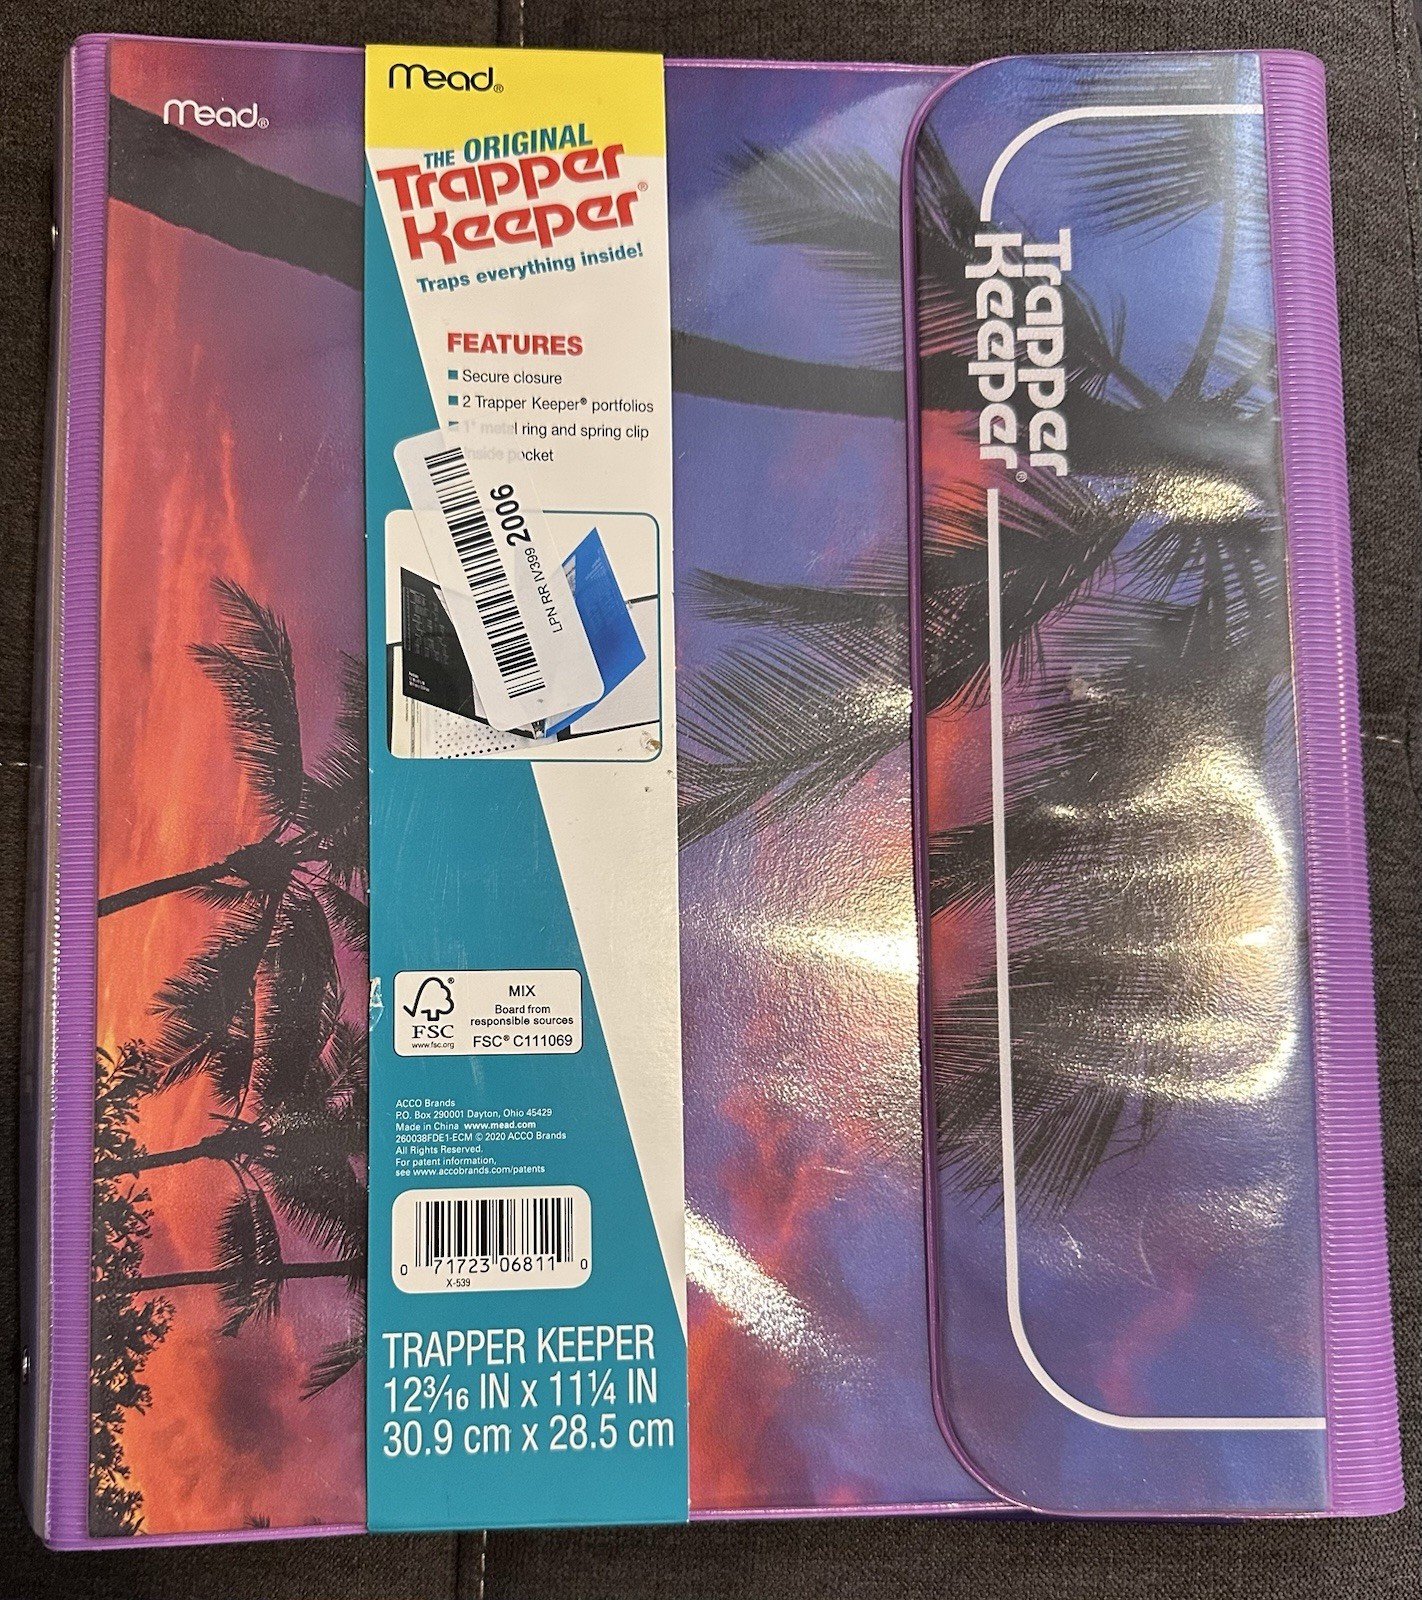 mead®
mead®
THE ORIGINAL
Trapper
Keeper®
Traps everything inside!
FEATURES
Secure closure
2 Trapper Keeper® portfolios
1" metal ring and spring clip
Inside pocket
LPN RR IV399 2006
MIX
Board from
responsible sources
FSC® C111069
FSC®
www.fsc.org
ACCO Brands
P.O. Box 290001 Dayton, Ohio 45429
Made in China www.mead.com
260038FDE1-ECM © 2020 ACCO Brands
All Rights Reserved.
For patent information,
see www.accobrands.com/patents
0 71723 06811 0
X-539
TRAPPER KEEPER
12 3/16 IN x 11 1/4 IN
30.9 cm x 28.5 cm
Trapper
Keeper®